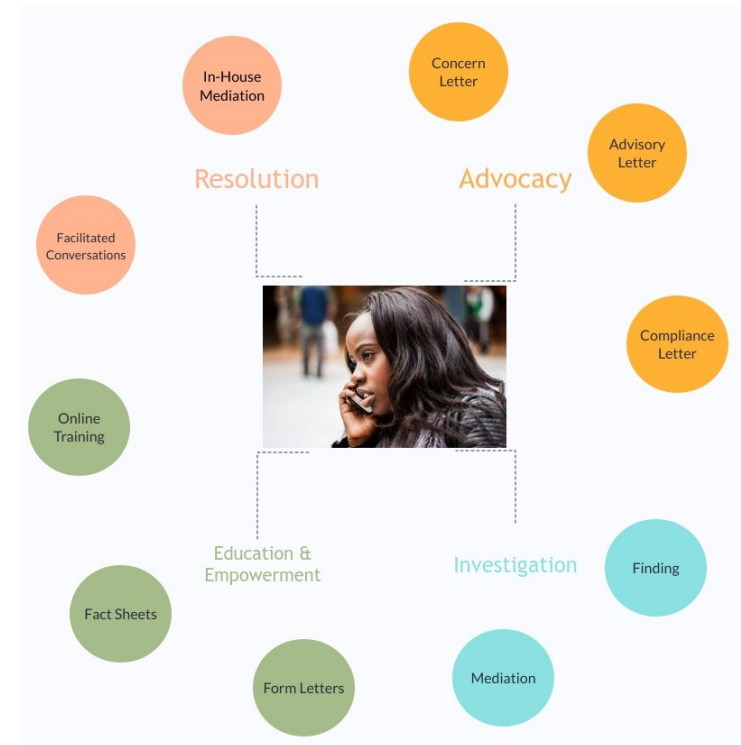 In-House
Mediation
Concern
Letter
Advisory
Letter
Resolution
Advocacy
Facilitated
Conversations
Compliance
Letter
Online
Training
Education &
Empowerment
Investigation
Finding
Fact Sheets
Form Letters
Mediation